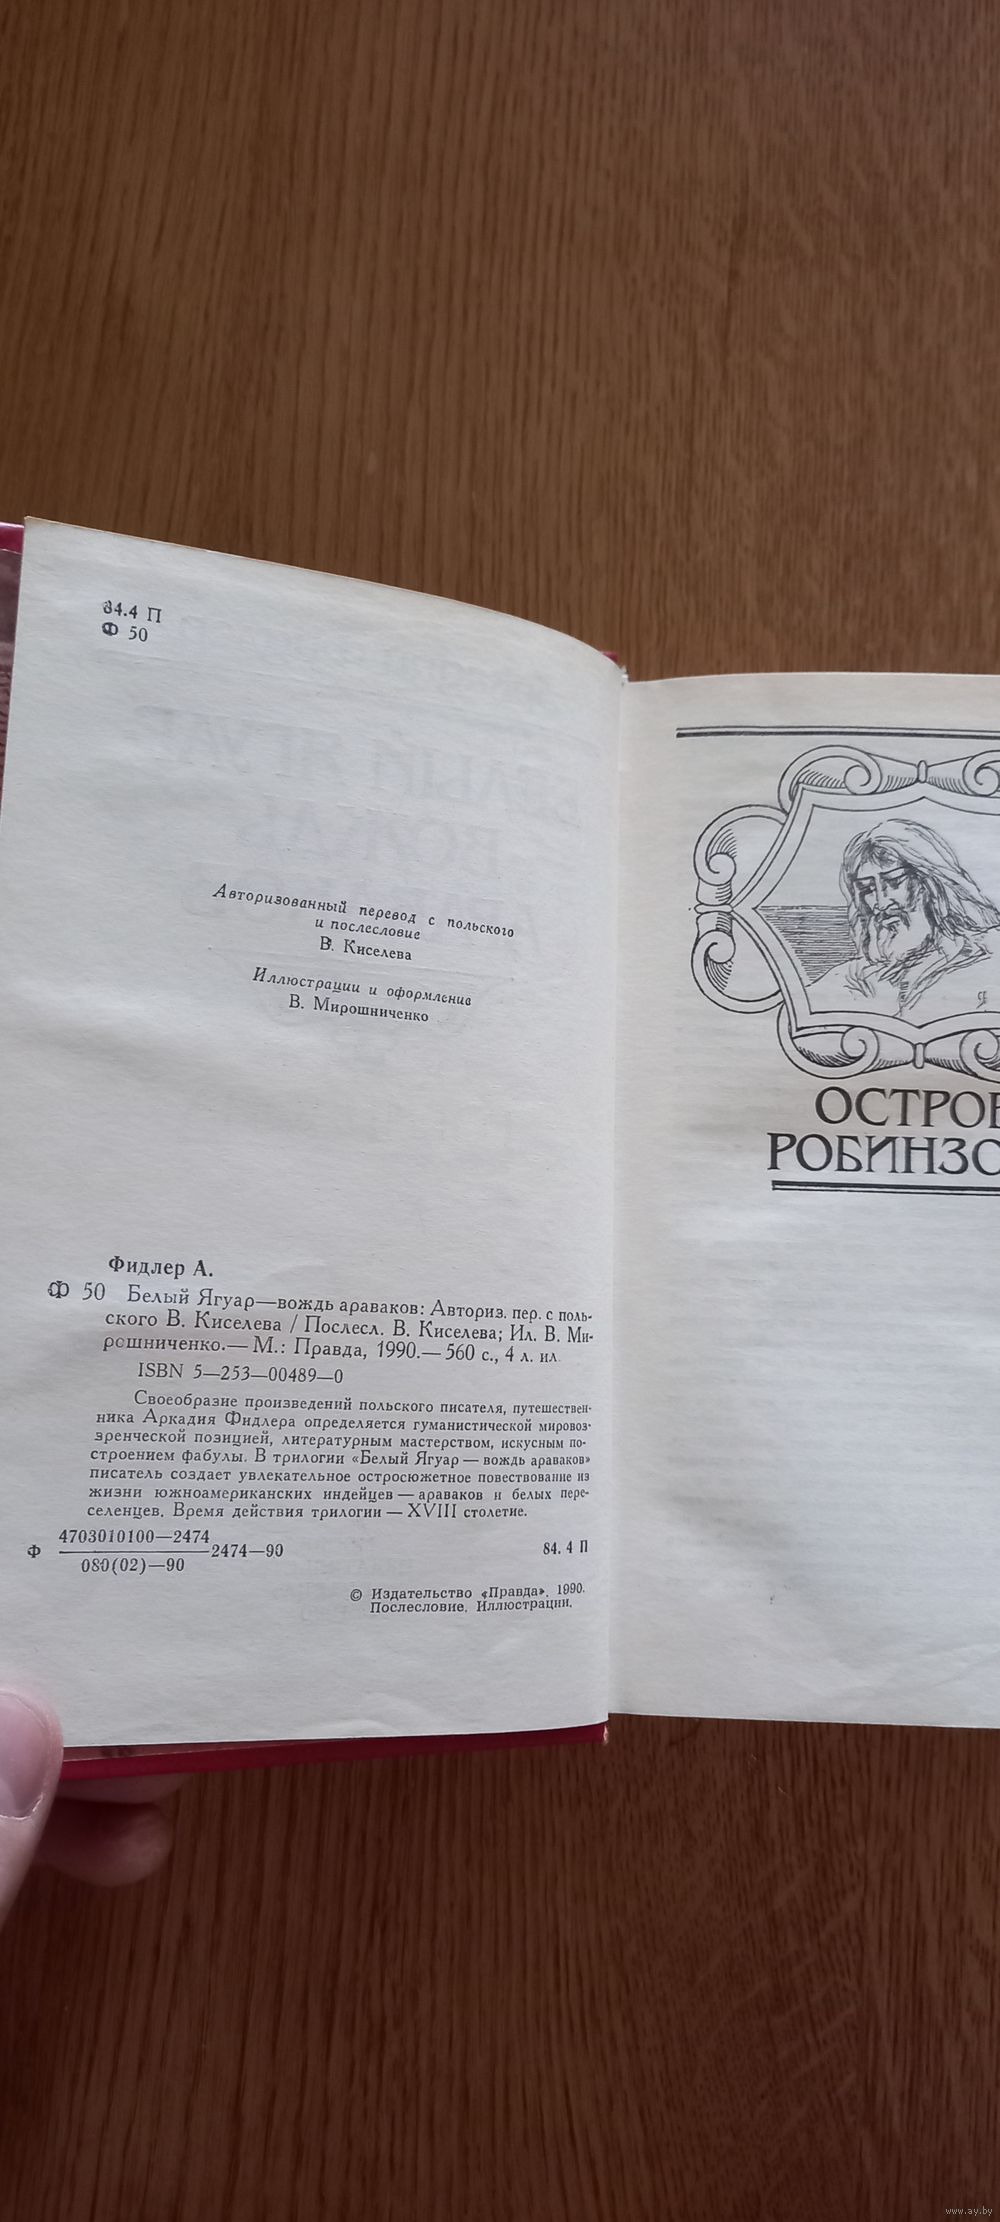 84.4 П
Ф 50
Авторизованный перевод с польского
и послесловие
В. Киселева
Иллюстрации и оформление
В. Мирошниченко
Фидлер А.
Ф 50 Белый Ягуар—вождь араваков: Авториз. пер. с поль-
ского В. Киселева / Послесл. В. Киселева; Ил. В. Ми-
рошниченко.— М.: Правда, 1990.— 560 с., 4 л. ил.
ISBN 5—253—00489—0
Своеобразие произведений польского писателя, путешествен-
ника Аркадия Фидлера определяется гуманистической мировоз-
зренческой позицией, литературным мастерством, искусным по-
строением фабулы. В трилогии «Белый Ягуар — вождь араваков»
писатель создает увлекательное остросюжетное повествование из
жизни южноамериканских индейцев — араваков и белых пере-
селенцев. Время действия трилогии — XVIII столетие.
Ф 4703010100—2474 2474—90
080(02)—90
84. 4 П
© Издательство «Правда», 1990.
Послесловие. Иллюстрации.
ОСТРОВ
РОБИНЗО
www.ay.by